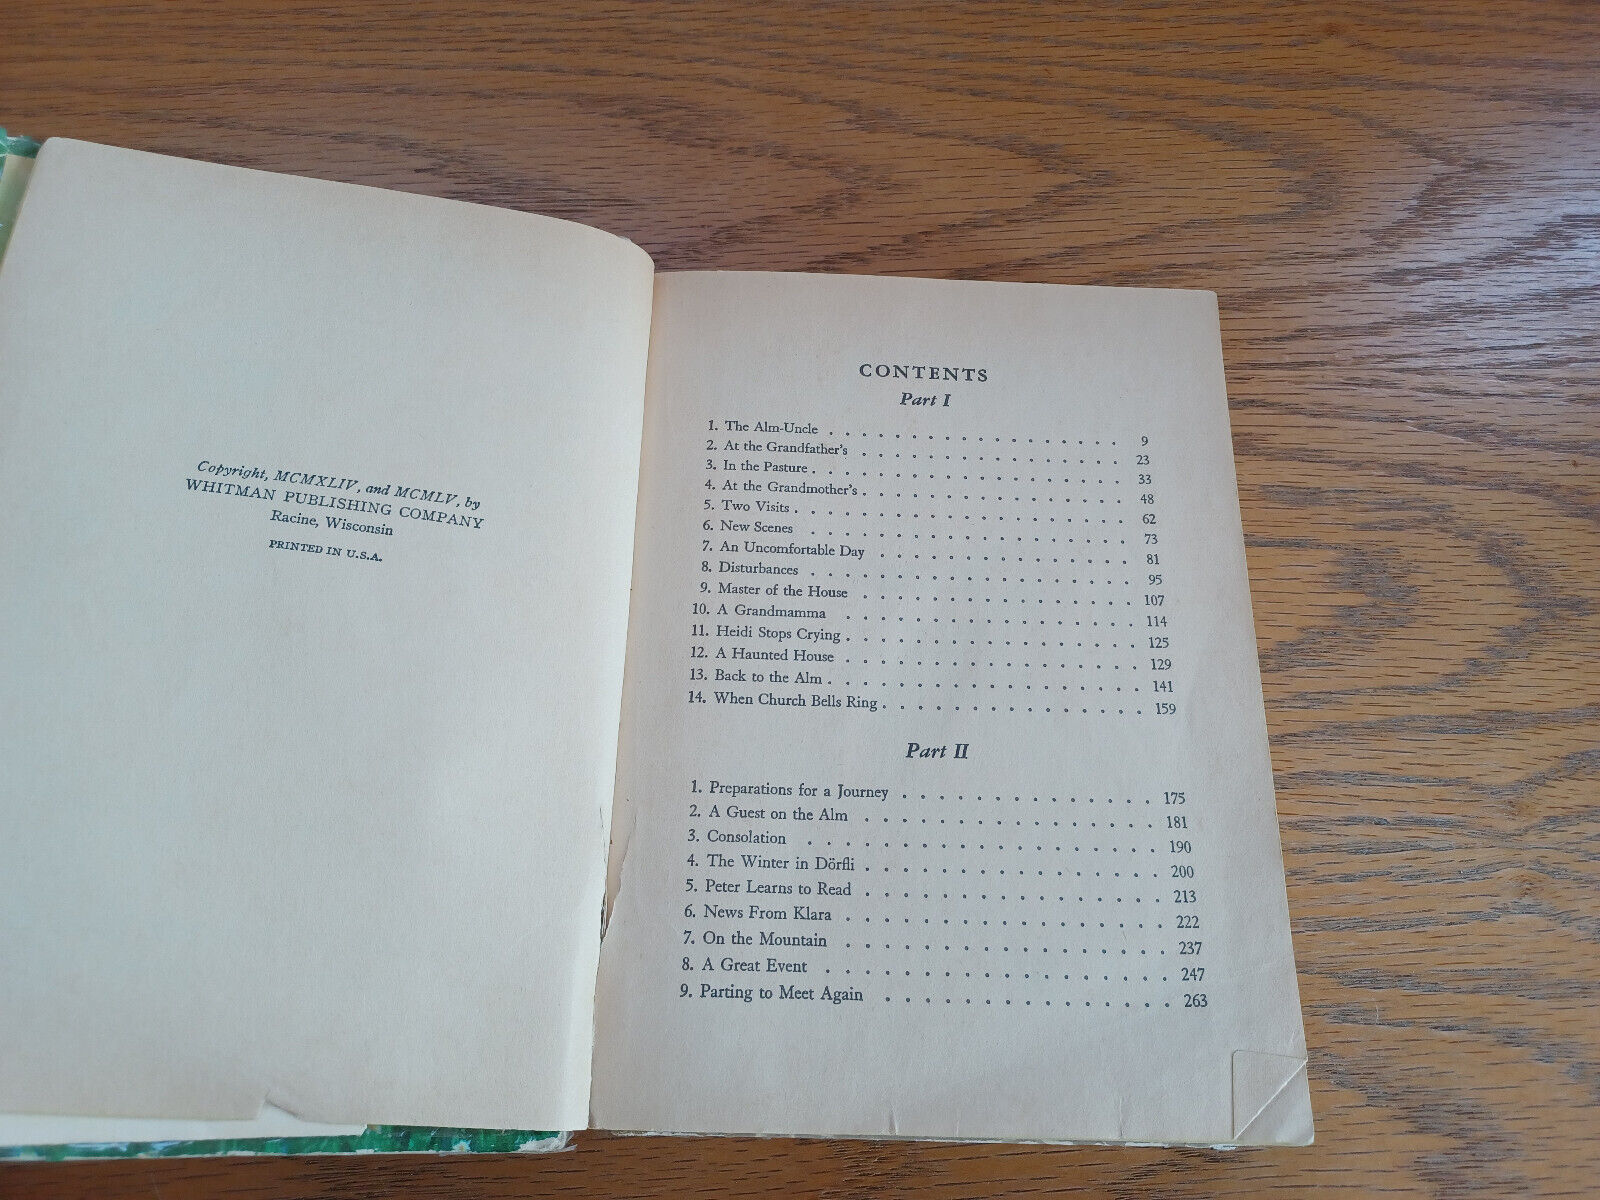 Copyright, MCMXLIV, and MCMLV, by
WHITMAN PUBLISHING COMPANY
Racine, Wisconsin
PRINTED IN U.S.A.
CONTENTS
Part I
1. The Alm-Uncle . . . . . . . . . . . . . . . . . . 9
2. At the Grandfather's . . . . . . . . . . . . . . . . 23
3. In the Pasture . . . . . . . . . . . . . . . . . . . 33
4. At the Grandmother's . . . . . . . . . . . . . . . . 48
5. Two Visits . . . . . . . . . . . . . . . . . . . . 62
6. New Scenes . . . . . . . . . . . . . . . . . . . 73
7. An Uncomfortable Day . . . . . . . . . . . . . . . 81
8. Disturbances . . . . . . . . . . . . . . . . . . . 95
9. Master of the House . . . . . . . . . . . . . . . . 107
10. A Grandmamma . . . . . . . . . . . . . . . . . 114
11. Heidi Stops Crying . . . . . . . . . . . . . . . . . 125
12. A Haunted House . . . . . . . . . . . . . . . . . 129
13. Back to the Alm . . . . . . . . . . . . . . . . . . 141
14. When Church Bells Ring . . . . . . . . . . . . . . . 159
Part II
1. Preparations for a Journey . . . . . . . . . . . . . . 175
2. A Guest on the Alm . . . . . . . . . . . . . . . . 181
3. Consolation . . . . . . . . . . . . . . . . . . . 190
4. The Winter in Dörfli . . . . . . . . . . . . . . . . 200
5. Peter Learns to Read . . . . . . . . . . . . . . . . 213
6. News From Klara . . . . . . . . . . . . . . . . . 222
7. On the Mountain . . . . . . . . . . . . . . . . . 237
8. A Great Event . . . . . . . . . . . . . . . . . . 247
9. Parting to Meet Again . . . . . . . . . . . . . . . 263